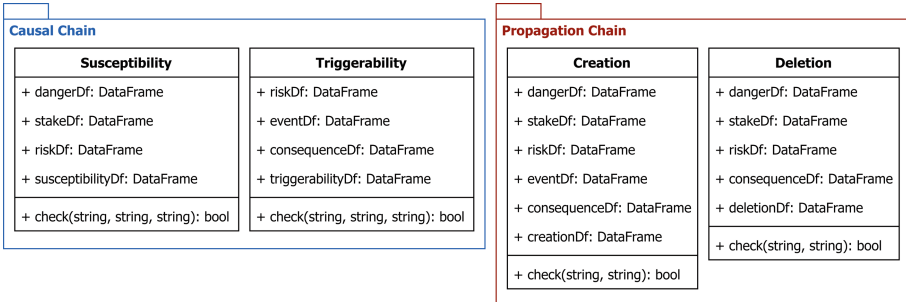 Causal Chain
Susceptibility
+ dangerDf: DataFrame
+ stakeDf: DataFrame
+ riskDf: DataFrame
+ susceptibilityDf: DataFrame
+ check(string, string, string): bool
Triggerability
+ riskDf: DataFrame
+ eventDf: DataFrame
+ consequenceDf: DataFrame
+ triggerabilityDf: DataFrame
+ check(string, string, string): bool
Propagation Chain
Creation
+ dangerDf: DataFrame
+ stakeDf: DataFrame
+ riskDf: DataFrame
+ eventDf: DataFrame
+ consequenceDf: DataFrame
+ creationDf: DataFrame
+ check(string, string): bool
Deletion
+ dangerDf: DataFrame
+ stakeDf: DataFrame
+ riskDf: DataFrame
+ consequenceDf: DataFrame
+ deletionDf: DataFrame
+ check(string, string): bool